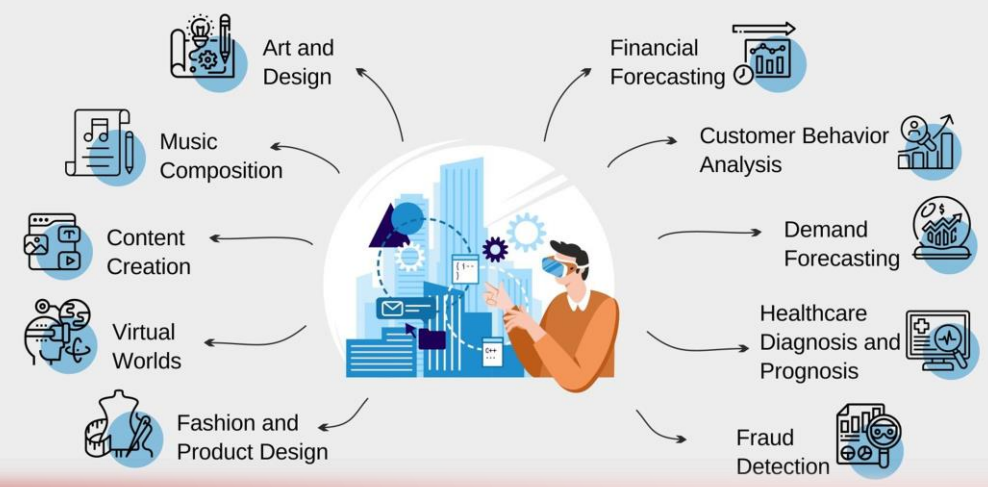 Art and
Design
Music
Composition
Content
Creation
Virtual
Worlds
Fashion and
Product Design
Financial
Forecasting
Customer Behavior
Analysis
Demand
Forecasting
Healthcare
Diagnosis and
Prognosis
Fraud
Detection
{ 1--
}
C++
T
$